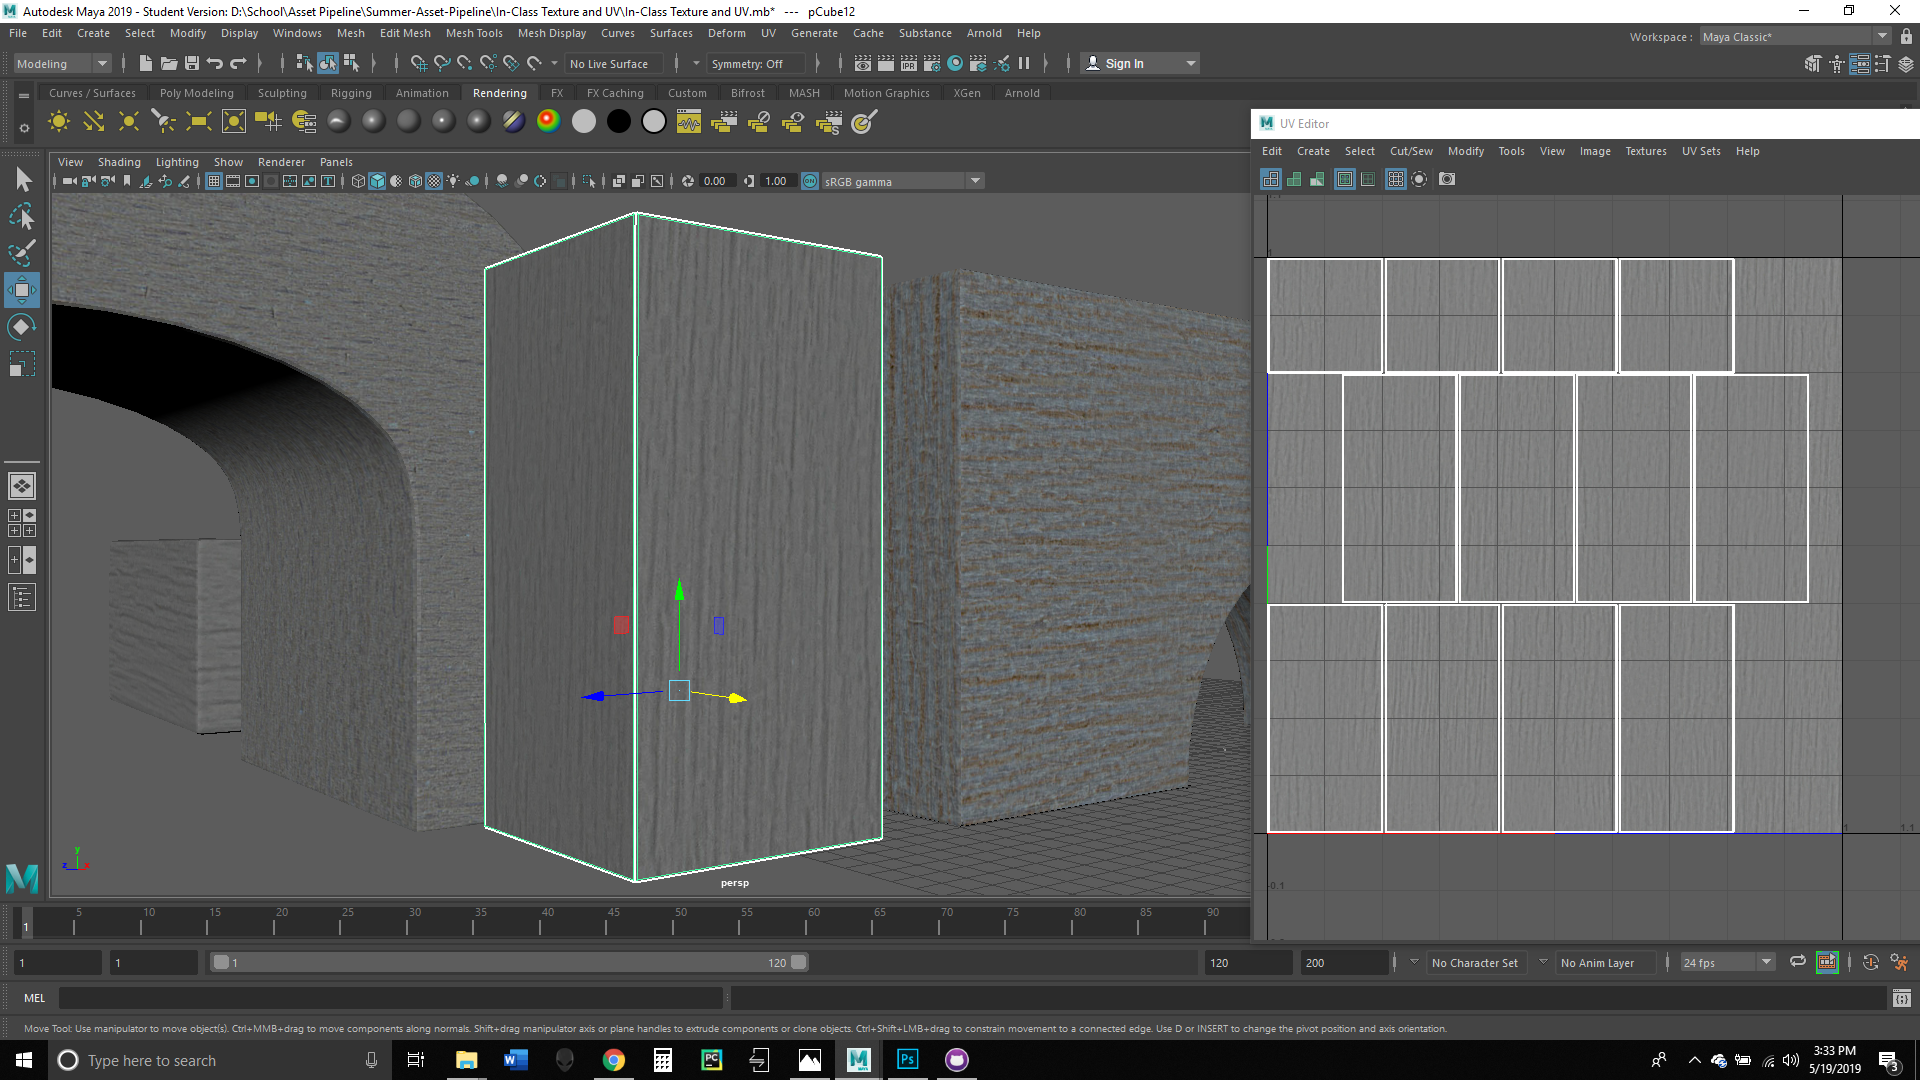 Autodesk Maya 2019 - Student Version: D:\School\Asset Pipeline\Summer-Asset-Pipeline\In-Class Texture and UV\In-Class Texture and UV.mb* --- pCube12
File Edit Create Select Modify Display Windows Mesh Edit Mesh Mesh Tools Mesh Display Curves Surfaces Deform UV Generate Cache Substance Arnold Help
Workspace : Maya Classic*
Modeling No Live Surface Symmetry: Off IPR Sign In
Curves / Surfaces Poly Modeling Sculpting Rigging Animation Rendering FX FX Caching Custom Bifrost MASH Motion Graphics XGen Arnold
UV Editor
Edit Create Select Cut/Sew Modify Tools View Image Textures UV Sets Help
View Shading Lighting Show Renderer Panels
0.00 1.00 ON sRGB gamma
1
1 1.1
-0.1
y
z x
persp
5 10 15 20 25 30 35 40 45 50 55 60 65 70 75 80 85 90
1
1 1 1 120 120 200 No Character Set No Anim Layer 24 fps
MEL
Move Tool: Use manipulator to move object(s). Ctrl+MMB+drag to move components along normals. Shift+drag manipulator axis or plane handles to extrude components or clone objects. Ctrl+Shift+LMB+drag to constrain movement to a connected edge. Use D or INSERT to change the pivot position and axis orientation.
Type here to search
3:33 PM
5/19/2019
3